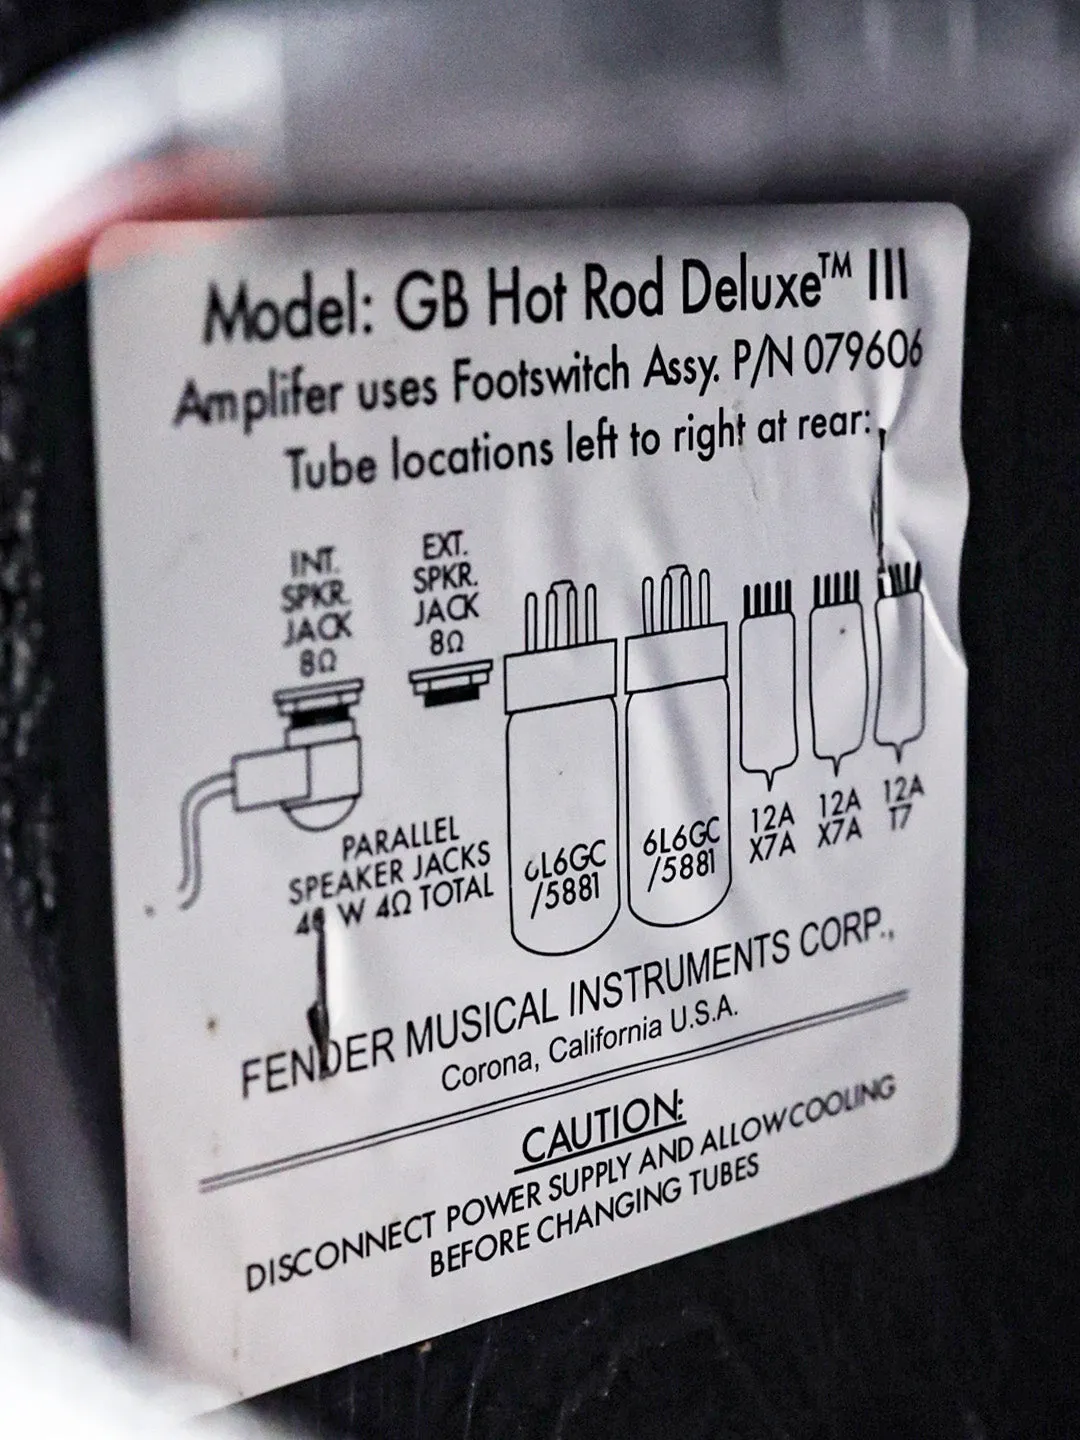 Model: GB Hot Rod Deluxe™ III
Amplifer uses Footswitch Assy. P/N 079606
Tube locations left to right at rear:
INT.
SPKR.
JACK
8Ω
EXT.
SPKR.
JACK
8Ω
PARALLEL
SPEAKER JACKS
W 4Ω TOTAL
6L6GC
/5881
6L6GC
/5881
12A
X7A
12A
X7A
12A
T7
FENDER MUSICAL INSTRUMENTS CORP.,
Corona, California U.S.A.
CAUTION:
DISCONNECT POWER SUPPLY AND ALLOW COOLING
BEFORE CHANGING TUBES